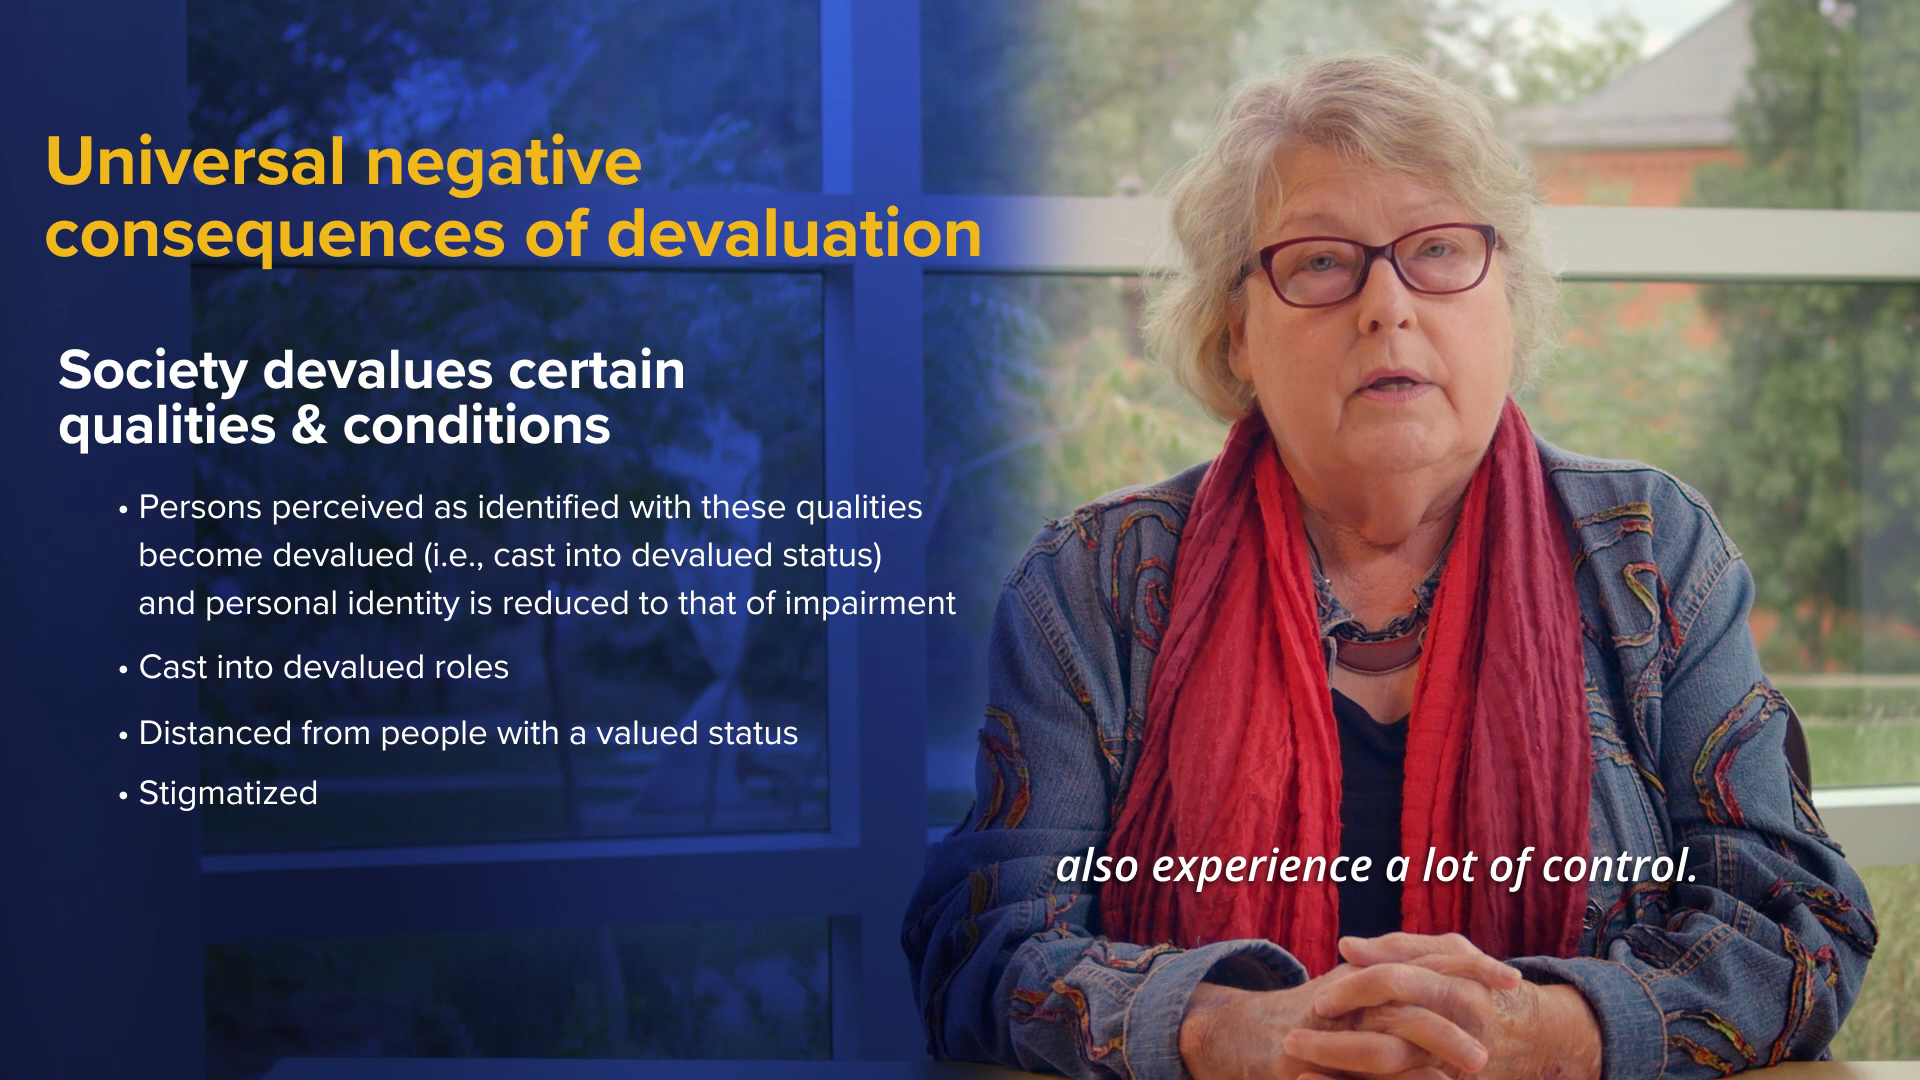 Universal negative
consequences of devaluation
Society devalues certain
qualities & conditions
• Persons perceived as identified with these qualities
become devalued (i.e., cast into devalued status)
and personal identity is reduced to that of impairment
• Cast into devalued roles
• Distanced from people with a valued status
• Stigmatized
also experience a lot of control.